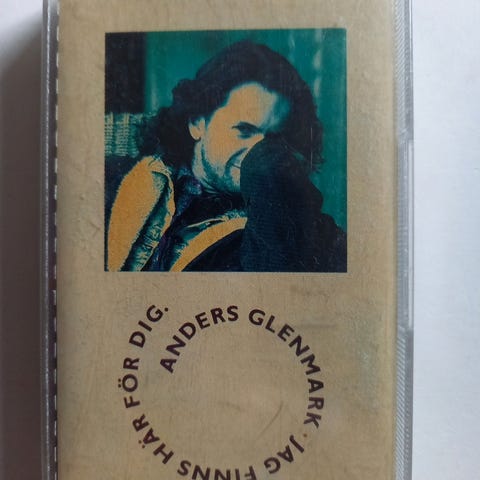 ANDERS GLENMARK · JAG FINNS HÄR FÖR DIG.